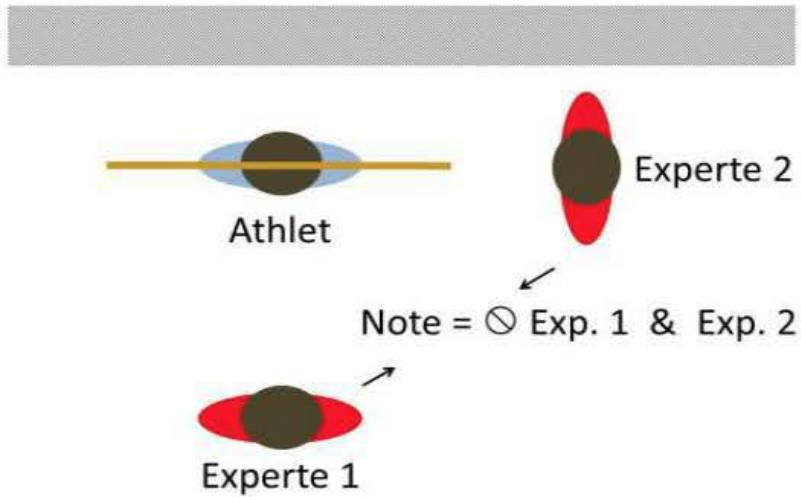 Experte 2
Athlet
Note = ⦸ Exp. 1 & Exp. 2
Experte 1